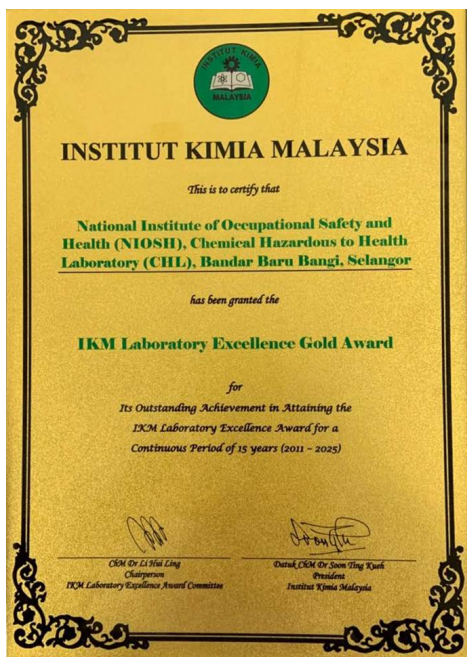 INSTITUT KIMIA
MALAYSIA
INSTITUT KIMIA MALAYSIA
This is to certify that
National Institute of Occupational Safety and
Health (NIOSH), Chemical Hazardous to Health
Laboratory (CHL), Bandar Baru Bangi, Selangor
has been granted the
IKM Laboratory Excellence Gold Award
for
Its Outstanding Achievement in Attaining the
IKM Laboratory Excellence Award for a
Continuous Period of 15 years (2011 – 2025)
ChM Dr Li Hui Ling
Chairperson
IKM Laboratory Excellence Award Committee
Datuk ChM Dr Soon Ting Kueh
President
Institut Kimia Malaysia